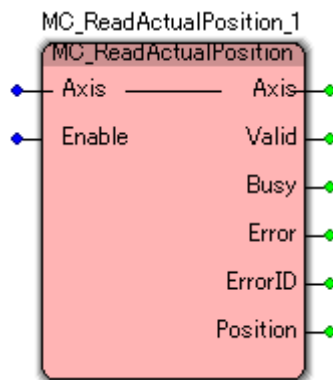 MC_ReadActualPosition_1
MC_ReadActualPosition
Axis Axis
Enable Valid
Busy
Error
ErrorID
Position